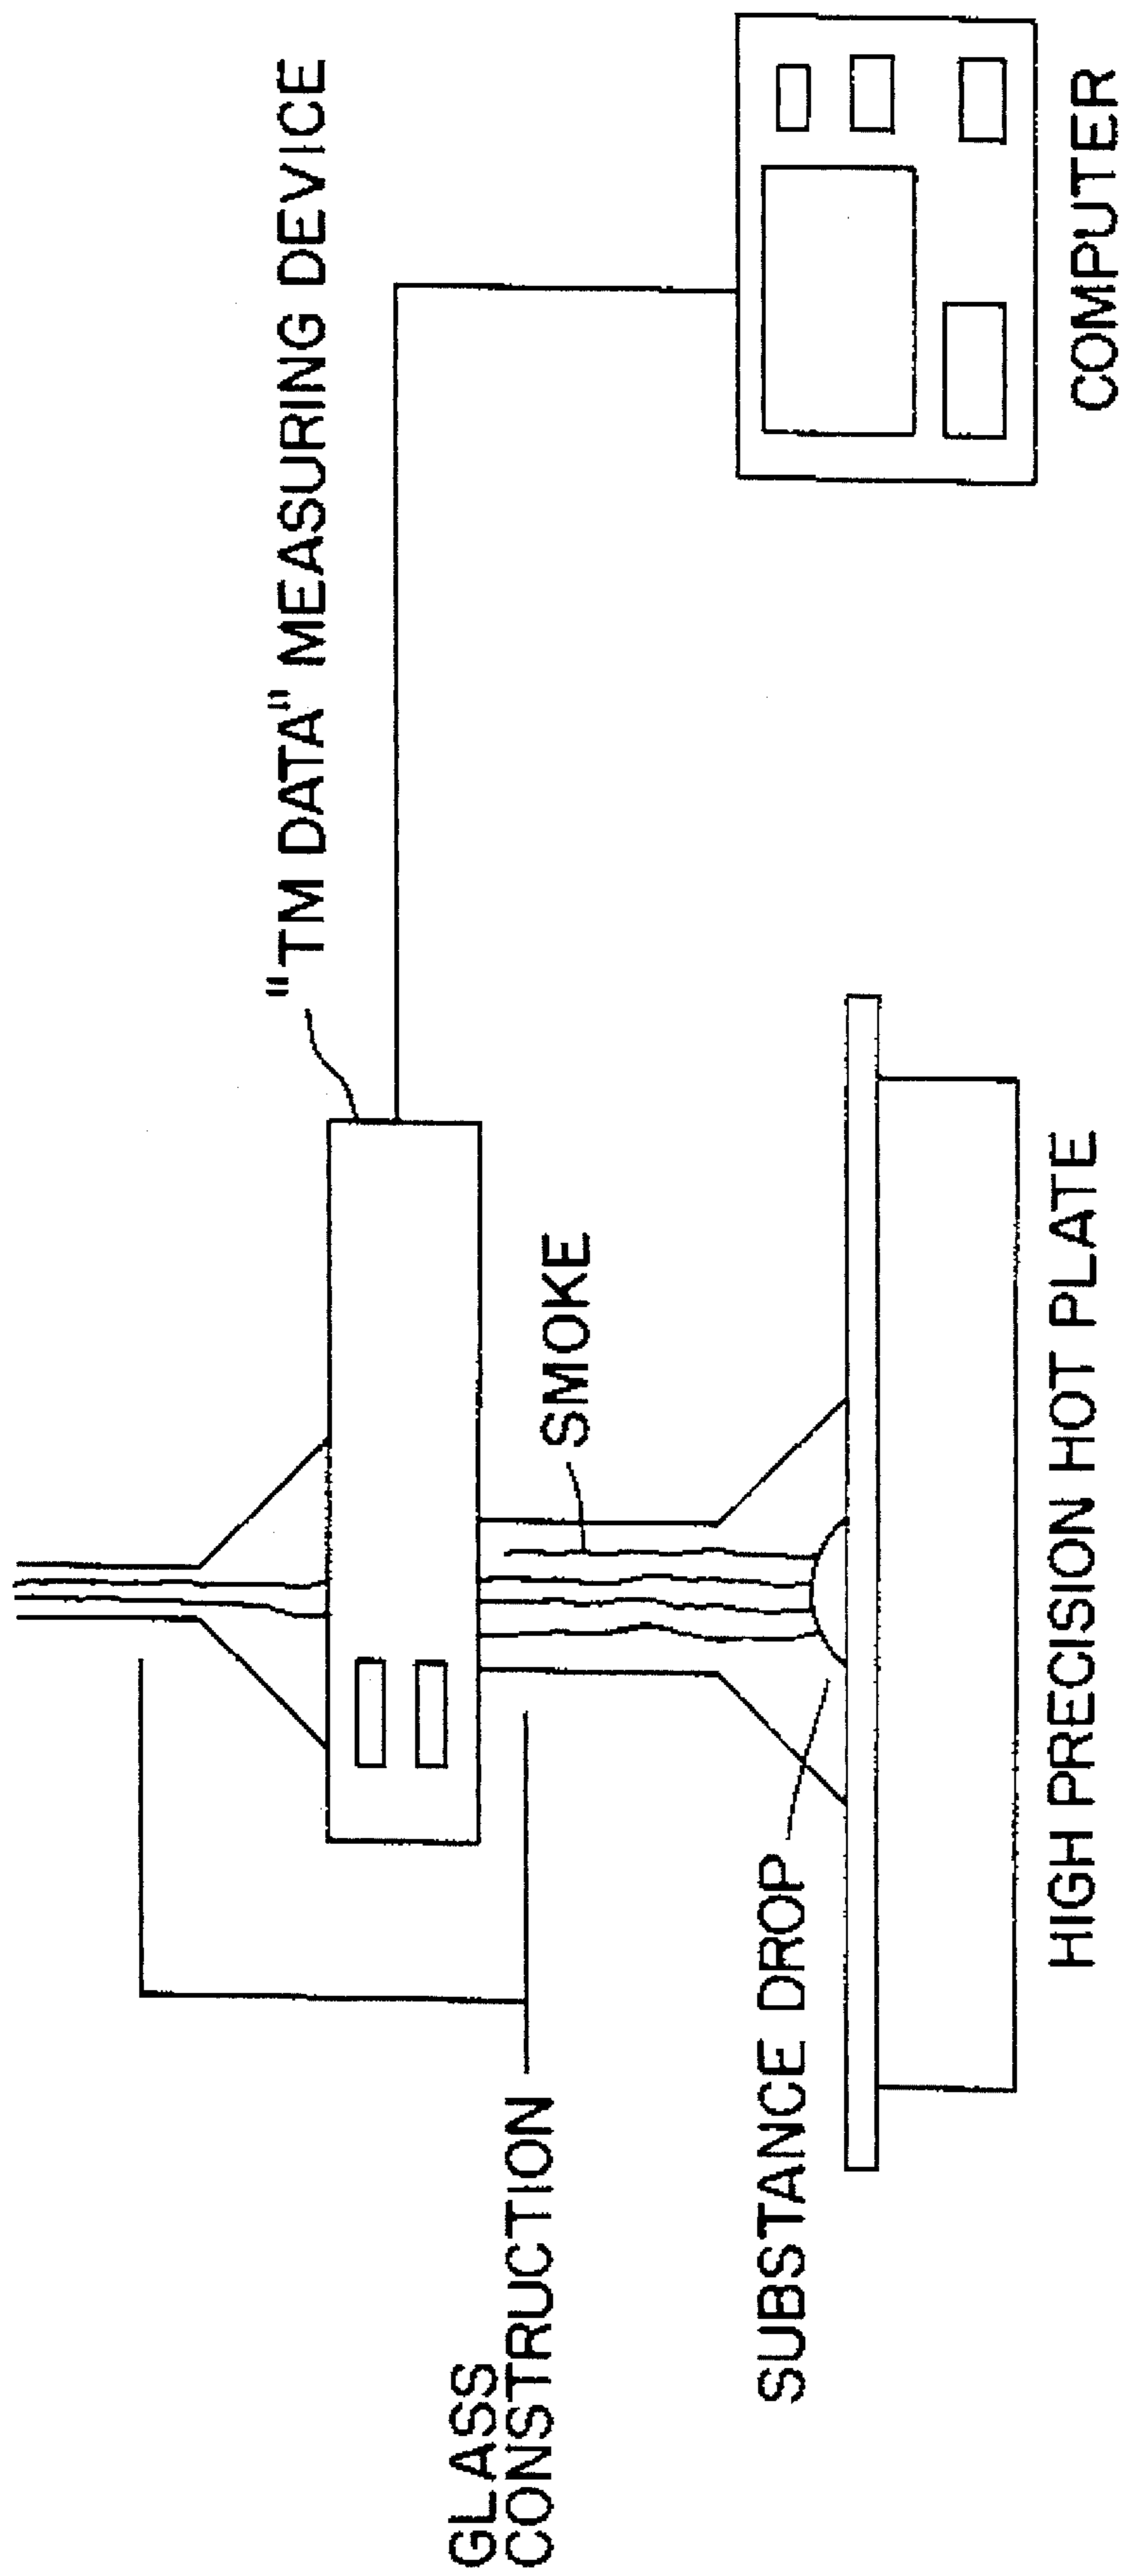 "TM DATA" MEASURING DEVICE
GLASS
CONSTRUCTION
SMOKE
SUBSTANCE DROP
HIGH PRECISION HOT PLATE
COMPUTER